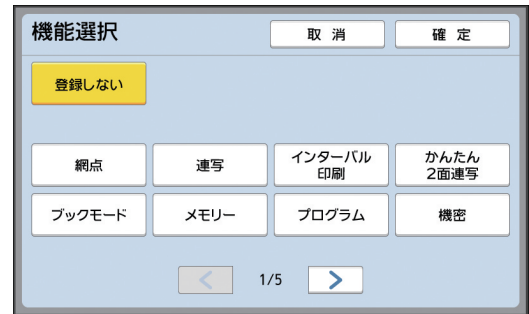 機能選択
取 消
確 定
登録しない
網点
連写
インターバル
印刷
かんたん
2面連写
ブックモード
メモリー
プログラム
機密
1/5